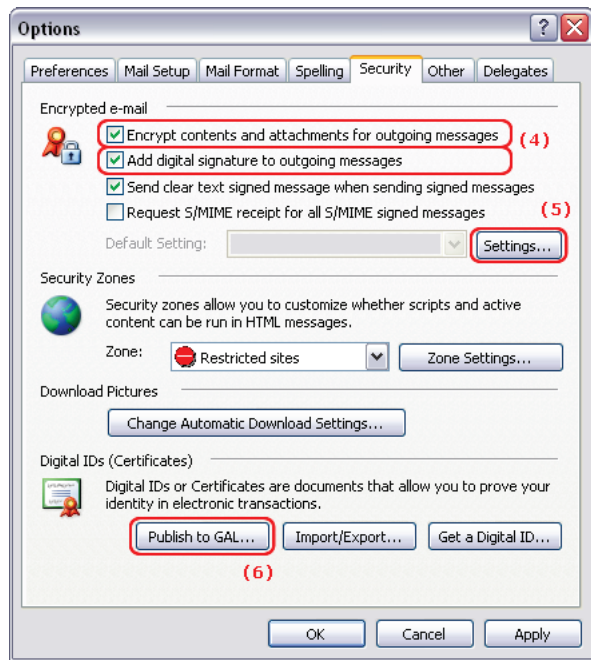 Options
Preferences Mail Setup Mail Format Spelling Security Other Delegates
Encrypted e-mail
Encrypt contents and attachments for outgoing messages
(4)
Add digital signature to outgoing messages
Send clear text signed message when sending signed messages
Request S/MIME receipt for all S/MIME signed messages
(5)
Default Setting: Settings...
Security Zones
Security zones allow you to customize whether scripts and active
content can be run in HTML messages.
Zone: Restricted sites Zone Settings...
Download Pictures
Change Automatic Download Settings...
Digital IDs (Certificates)
Digital IDs or Certificates are documents that allow you to prove your
identity in electronic transactions.
Publish to GAL... Import/Export... Get a Digital ID...
(6)
OK Cancel Apply